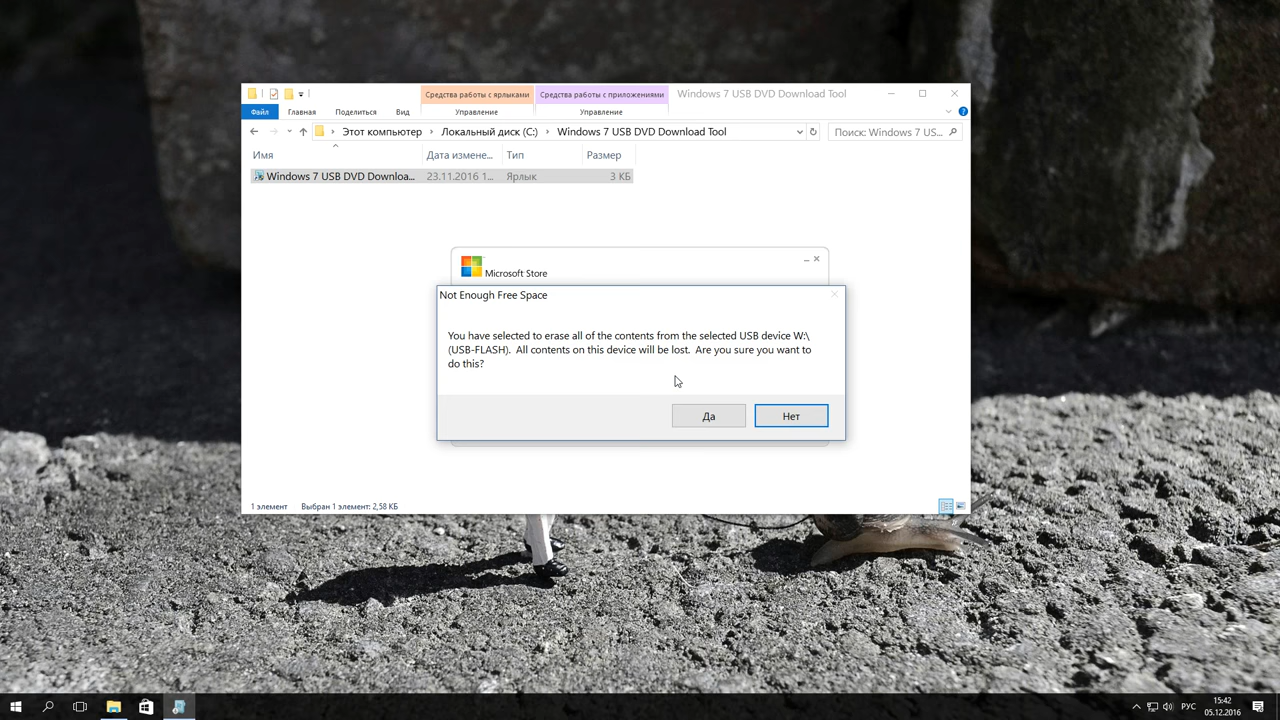 Средства работы с ярлыками
Средства работы с приложениями
Windows 7 USB DVD Download Tool
Файл
Главная
Поделиться
Вид
Управление
Управление
Этот компьютер
Локальный диск (C:)
Windows 7 USB DVD Download Tool
Поиск: Windows 7 US...
Имя
Дата измене...
Тип
Размер
Windows 7 USB DVD Downloa...
23.11.2016 1...
Ярлык
3 КБ
Microsoft Store
Not Enough Free Space
You have selected to erase all of the contents from the selected USB device W:\
(USB-FLASH). All contents on this device will be lost. Are you sure you want to
do this?
Да
Нет
1 элемент
Выбран 1 элемент: 2,58 КБ
РУС
15:42
05.12.2016